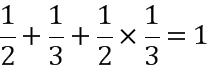 1/2 + 1/3 + 1/2 × 1/3 = 1